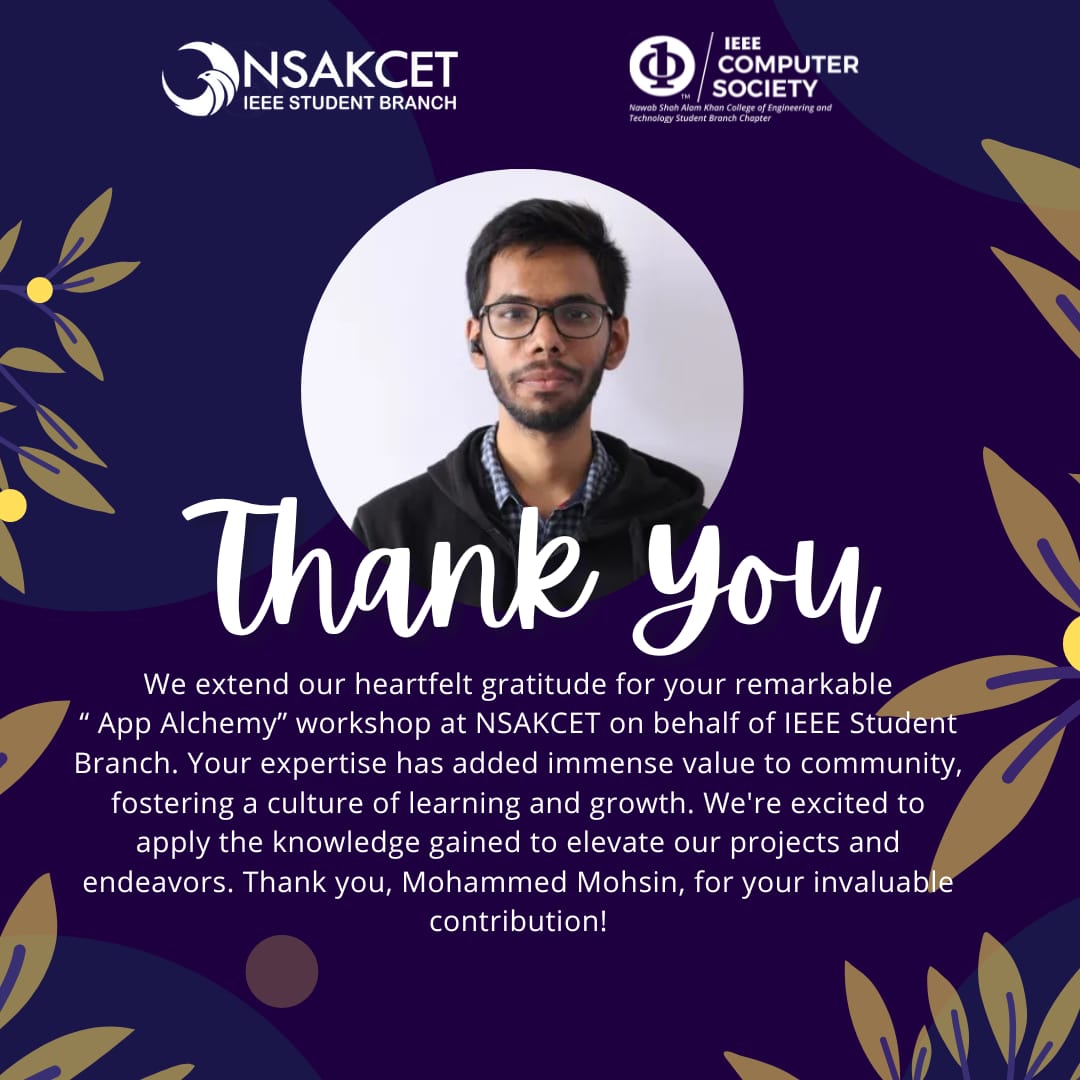 NSAKCET
IEEE STUDENT BRANCH
IEEE
COMPUTER
SOCIETY
TM
Nawab Shah Alam Khan College of Engineering and
Technology Student Branch Chapter
Thank You
We extend our heartfelt gratitude for your remarkable
“ App Alchemy” workshop at NSAKCET on behalf of IEEE Student
Branch. Your expertise has added immense value to community,
fostering a culture of learning and growth. We're excited to
apply the knowledge gained to elevate our projects and
endeavors. Thank you, Mohammed Mohsin, for your invaluable
contribution!